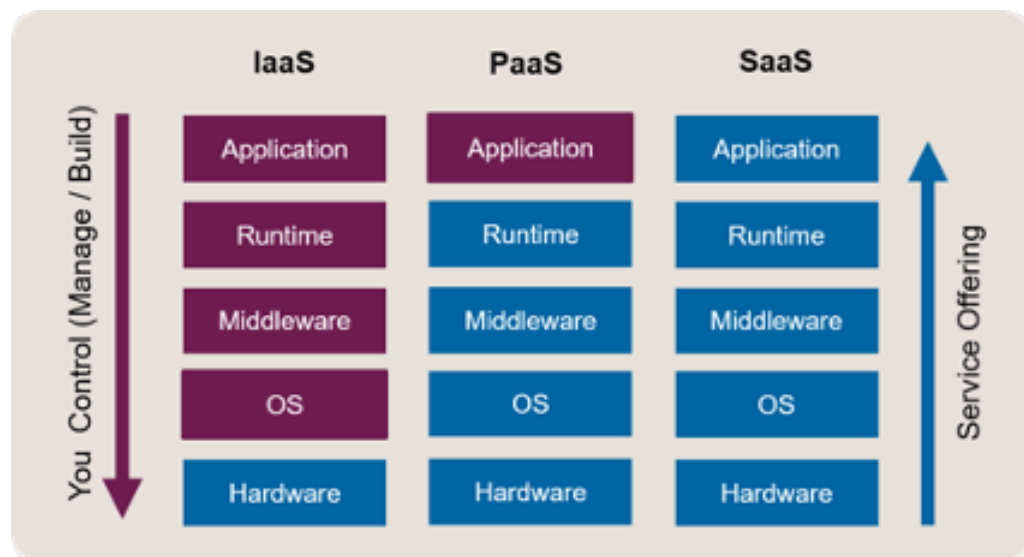 IaaS
PaaS
SaaS
You Control (Manage / Build)
Application
Application
Application
Runtime
Runtime
Runtime
Middleware
Middleware
Middleware
OS
OS
OS
Hardware
Hardware
Hardware
Service Offering